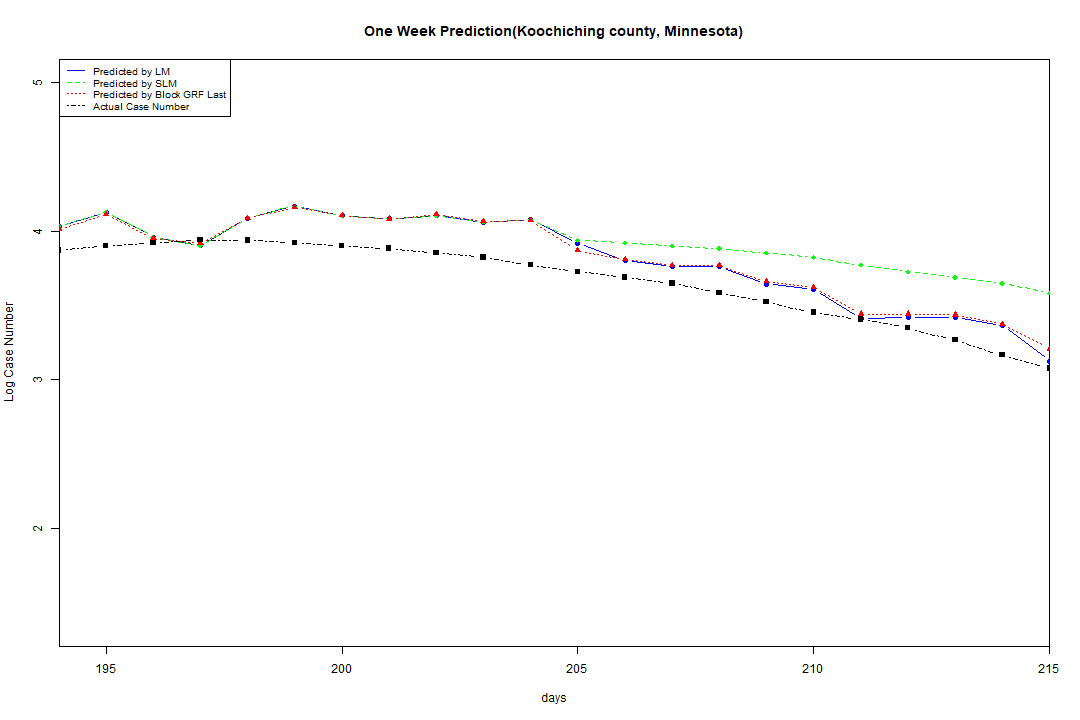 One Week Prediction(Koochiching county, Minnesota)
Predicted by LM
Predicted by SLM
Predicted by Block GRF Last
Actual Case Number
5
4
3
2
Log Case Number
195 200 205 210 215
days